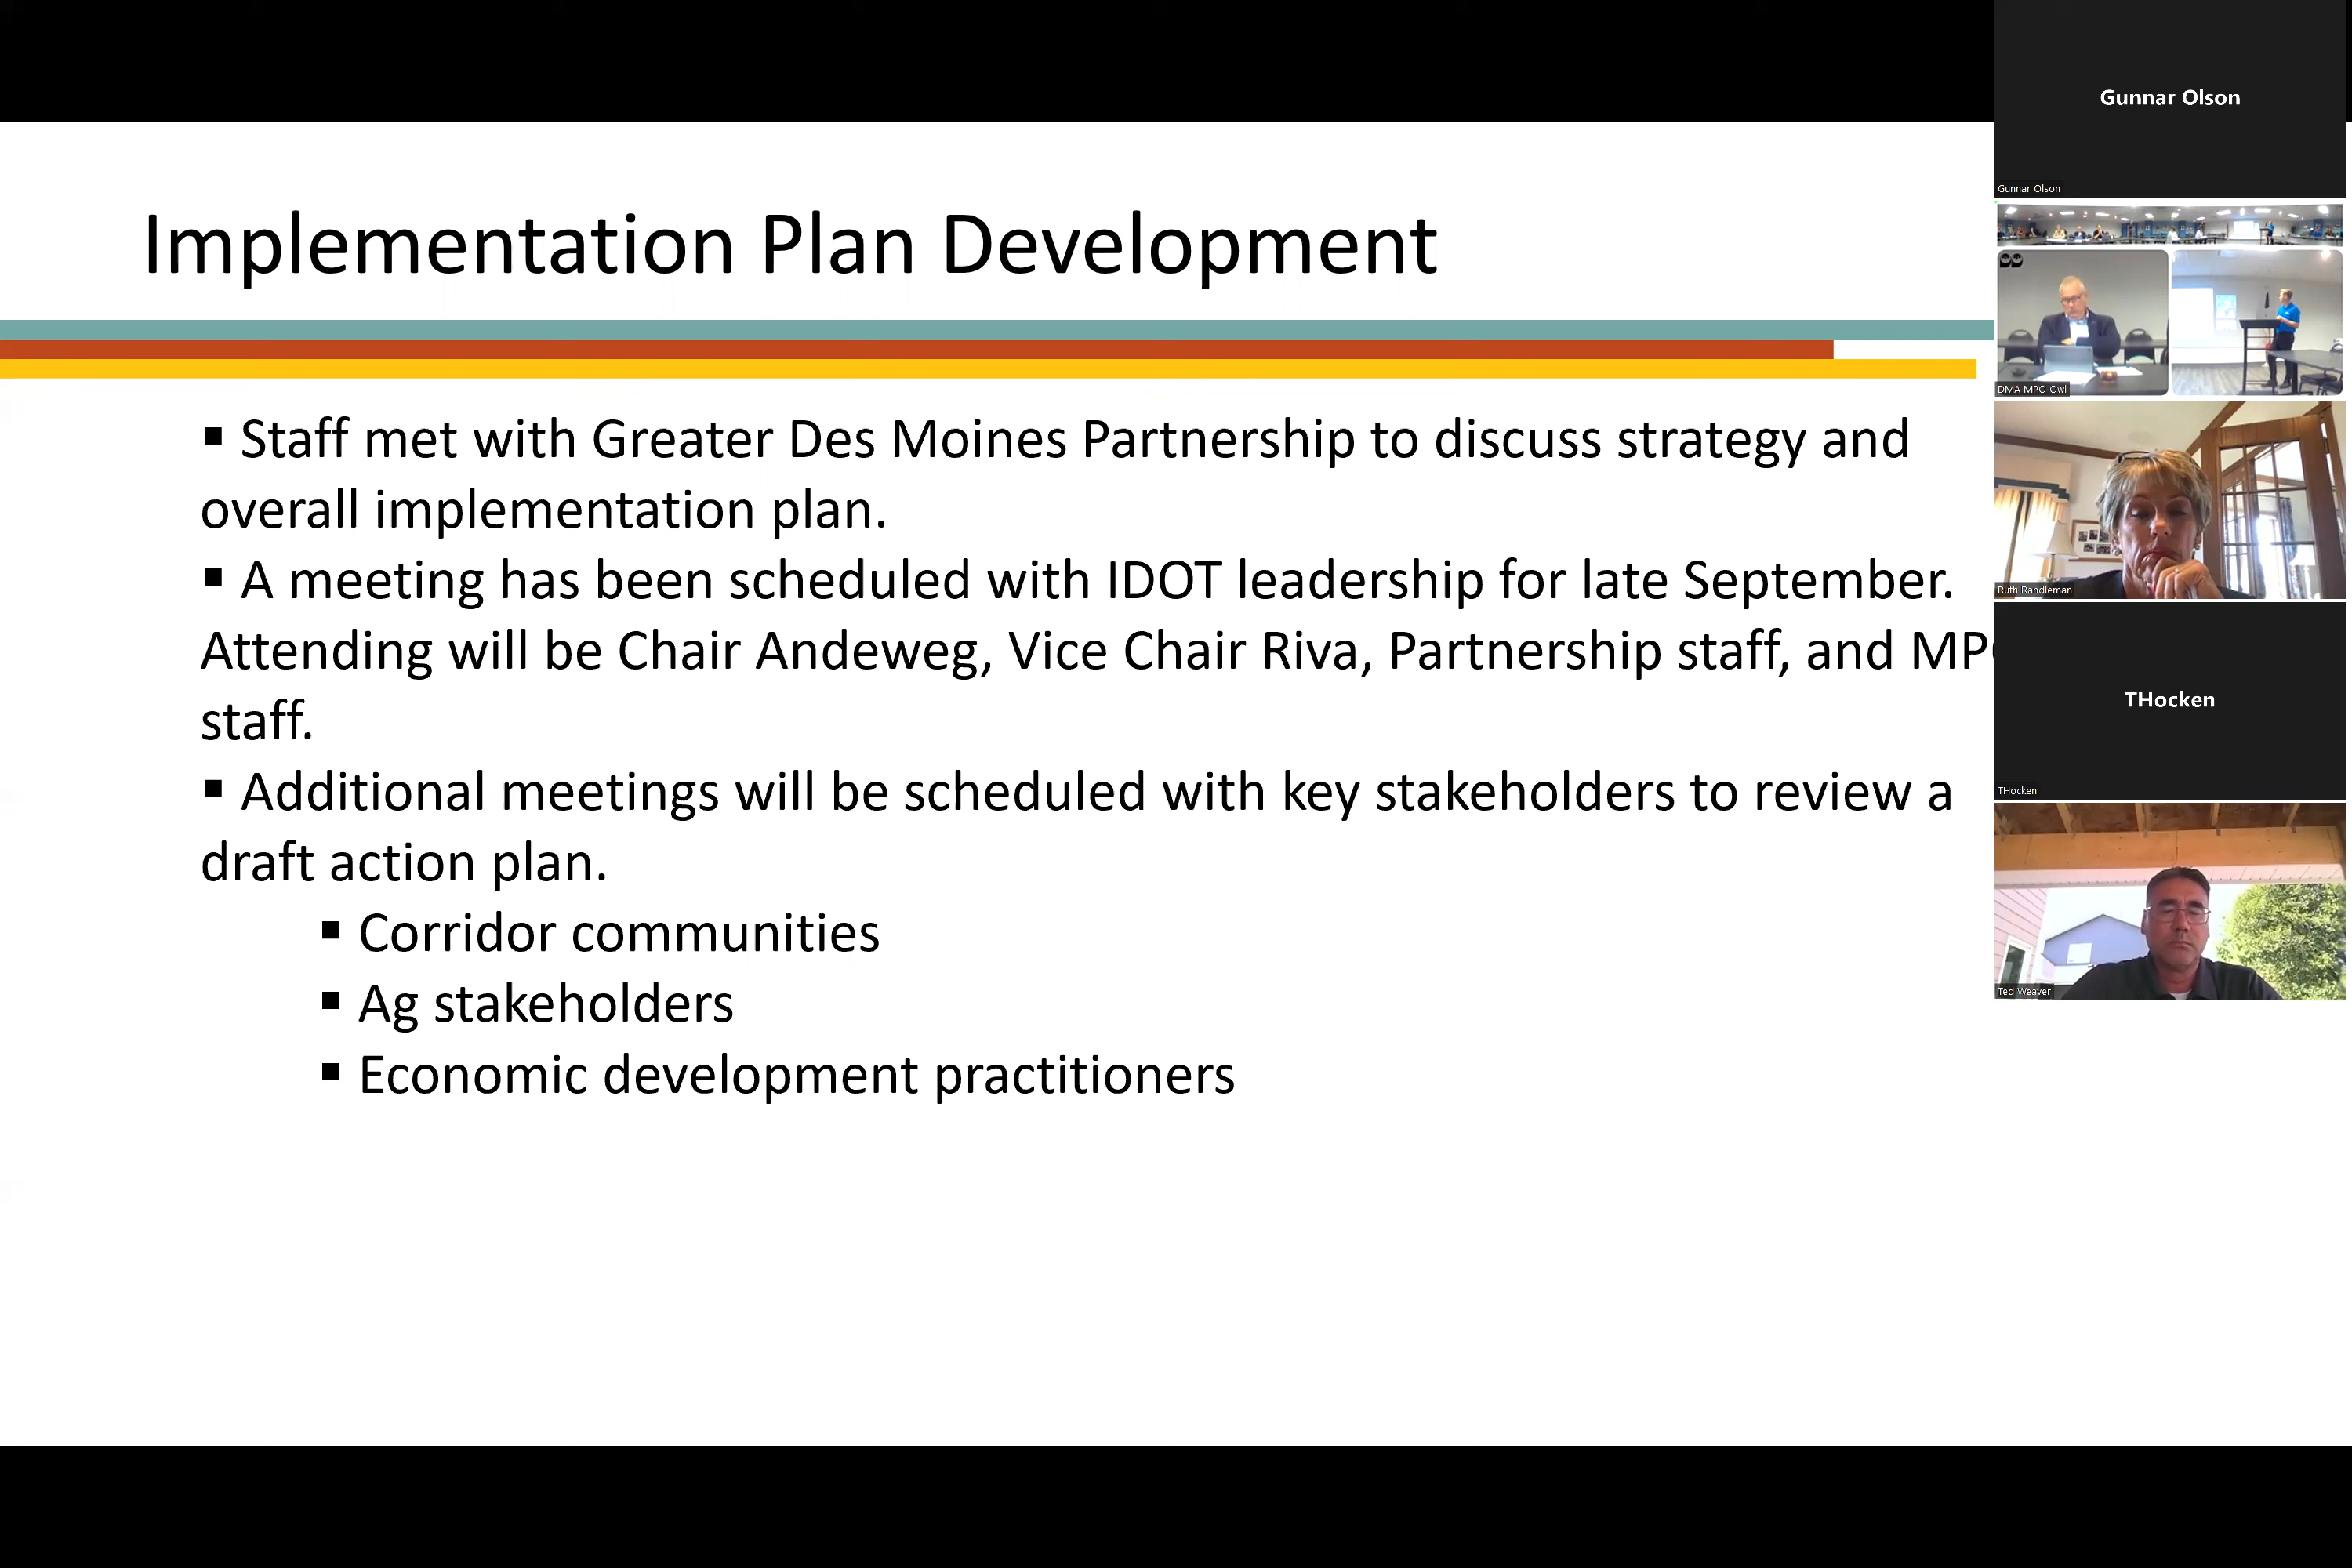 Implementation Plan Development
▪ Staff met with Greater Des Moines Partnership to discuss strategy and
overall implementation plan.
▪ A meeting has been scheduled with IDOT leadership for late September.
Attending will be Chair Andeweg, Vice Chair Riva, Partnership staff, and MP
staff.
▪ Additional meetings will be scheduled with key stakeholders to review a
draft action plan.
▪ Corridor communities
▪ Ag stakeholders
▪ Economic development practitioners
Gunnar Olson
Gunnar Olson
DMA MPO Owl
Ruth Randleman
THocken
THocken
Ted Weaver